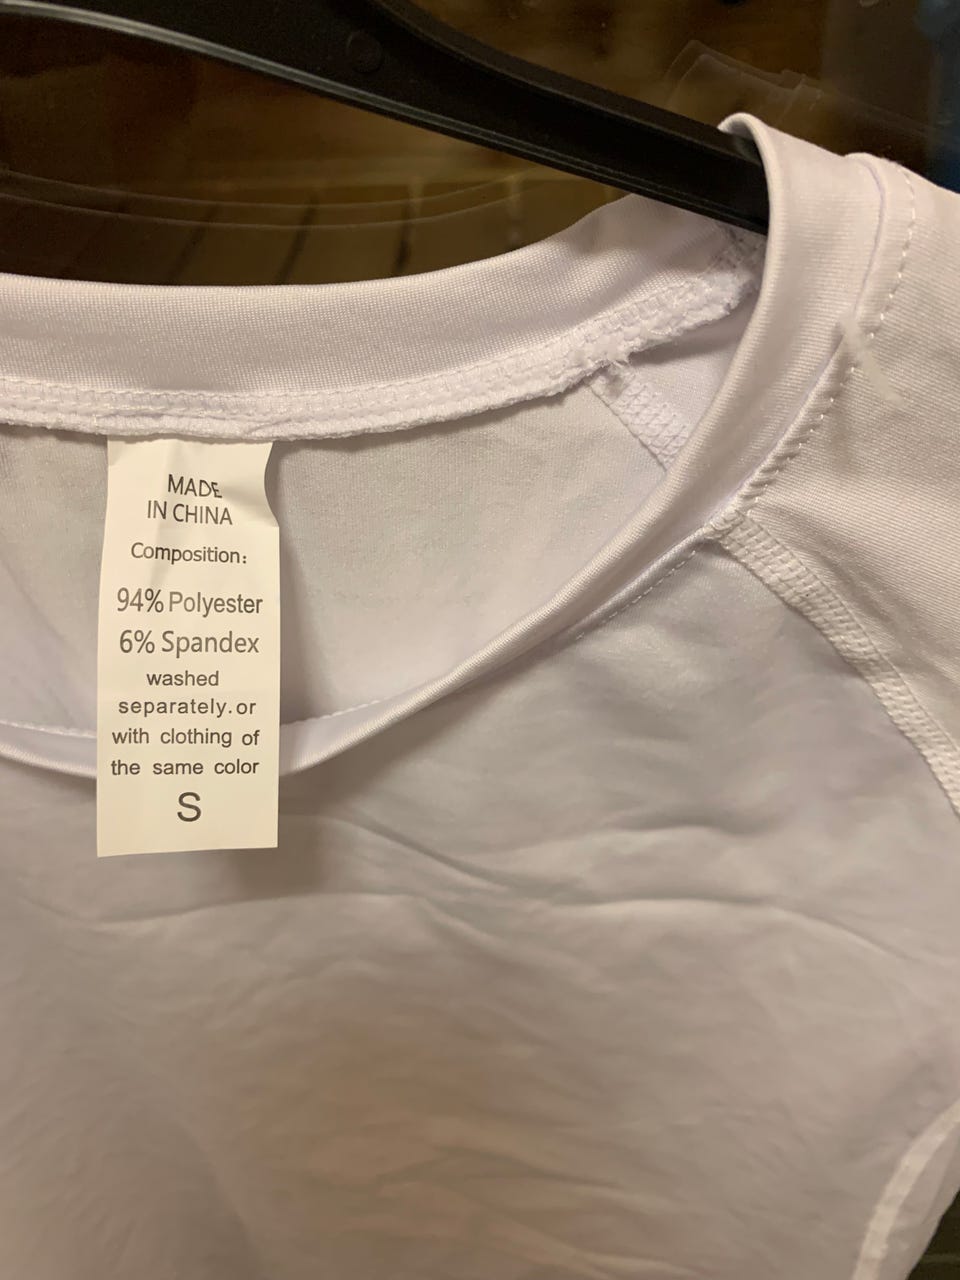 MADE
IN CHINA
Composition:
94% Polyester
6% Spandex
washed
separately.or
with clothing of
the same color
S